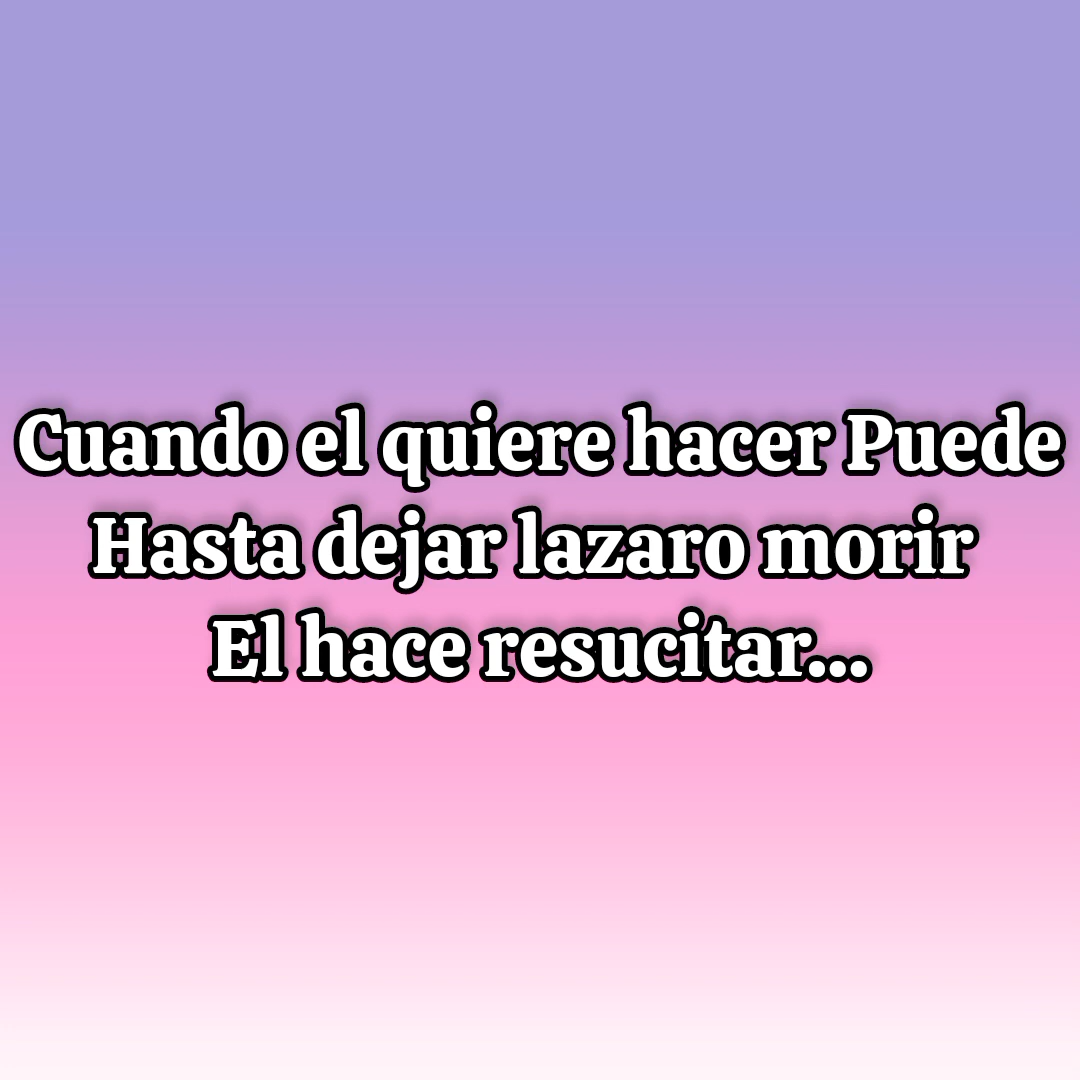 Cuando el quiere hacer Puede
Hasta dejar lazaro morir
El hace resucitar...